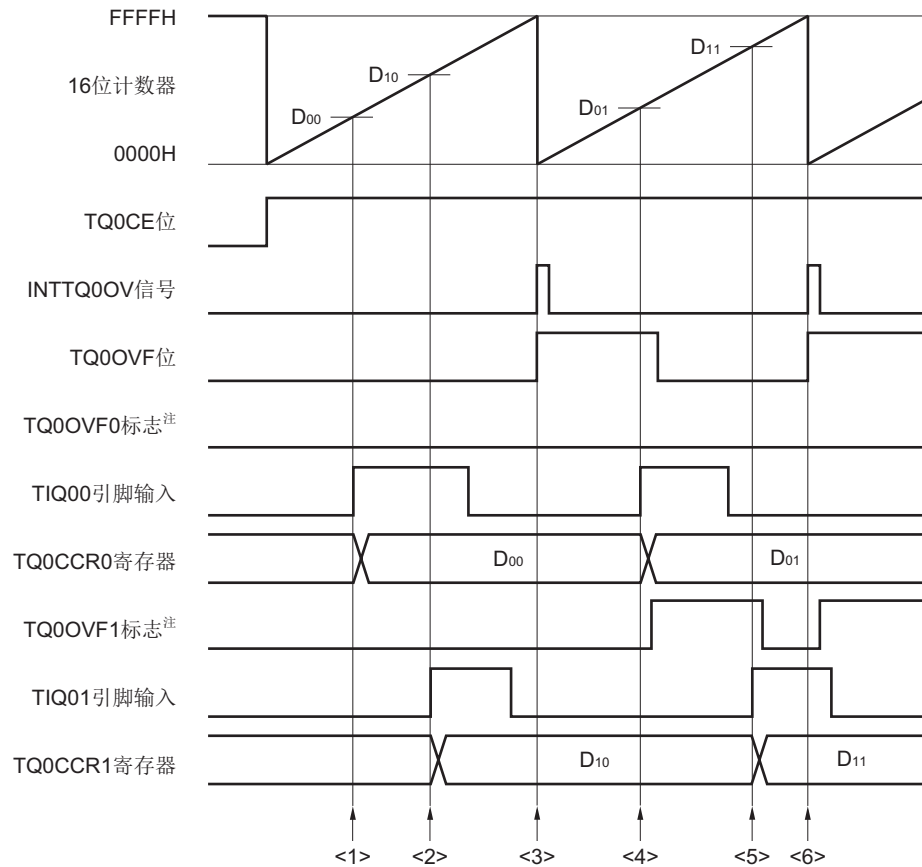 FFFFH
16位计数器
0000H
D10
D00
D11
D01
TQ0CE位
INTTQ0OV信号
TQ0OVF位
TQ0OVF0标志注
TIQ00引脚输入
TQ0CCR0寄存器
D00
D01
TQ0OVF1标志注
TIQ01引脚输入
TQ0CCR1寄存器
D10
D11
<1>
<2>
<3>
<4>
<5>
<6>